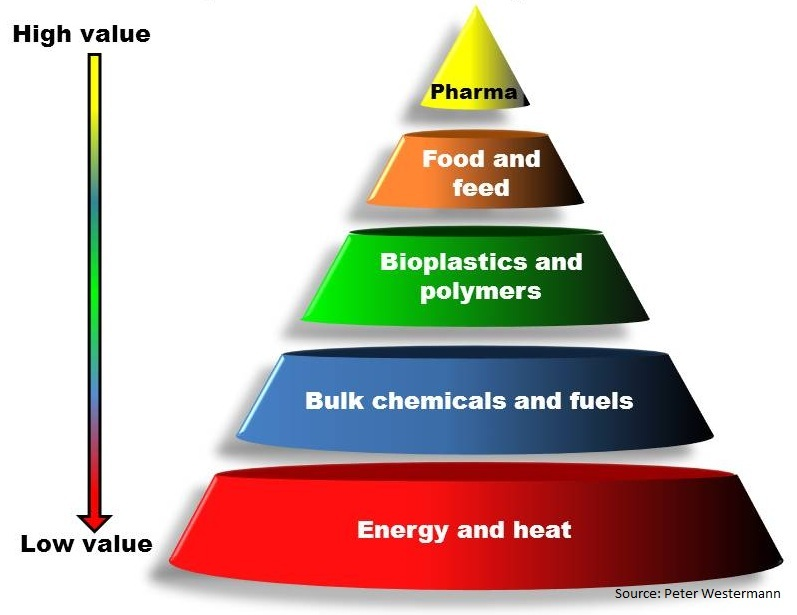 High value
Pharma
Food and
feed
Bioplastics and
polymers
Bulk chemicals and fuels
Energy and heat
Low value
Source: Peter Westermann